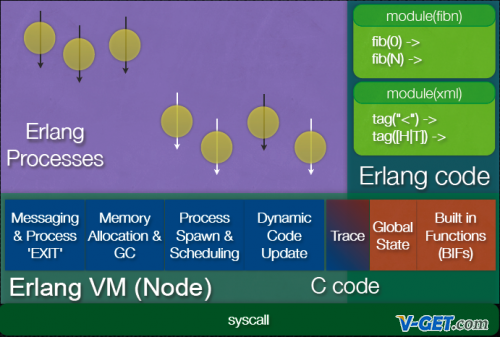 module(fibn)
fib(0) ->
fib(N) ->
module(xml)
tag("<") ->
tag([H|T]) ->
Erlang
Processes
Erlang code
Messaging
& Process
'EXIT'
Memory
Allocation &
GC
Process
Spawn &
Scheduling
Dynamic
Code
Update
Trace
Global
State
Built in
Functions
(BIFs)
Erlang VM (Node)
C code
syscall
V-GET.com